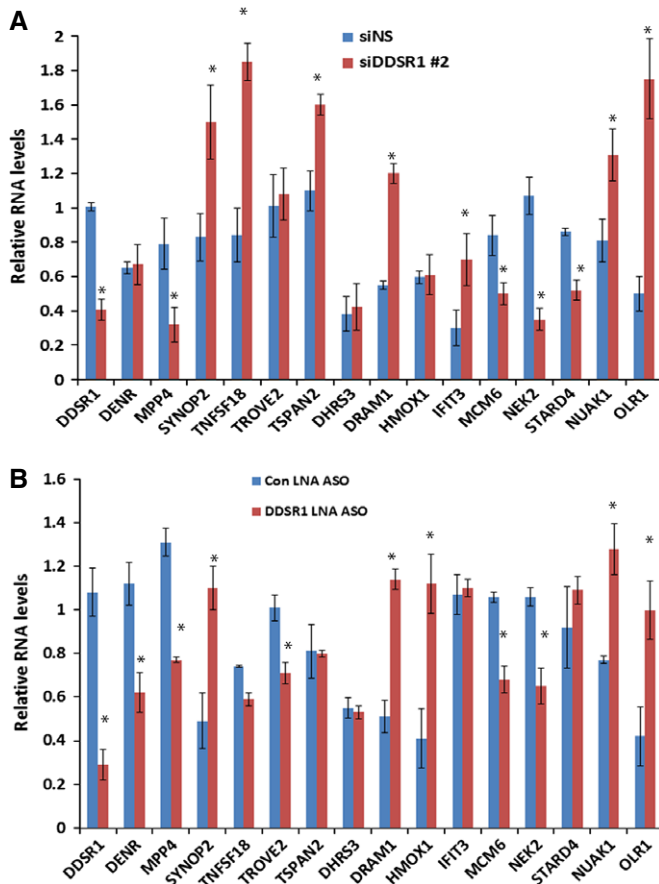 A
siNS
siDDSR1 #2
Relative RNA levels
2
1.8
1.6
1.4
1.2
1
0.8
0.6
0.4
0.2
0
* * * * * * * * * * * *
DDSR1 DENR MPP4 SYNOP2 TNFSF18 TROVE2 TSPAN2 DHRS3 DRAM1 HMOX1 IFIT3 MCM6 NEK2 STARD4 NUAK1 OLR1
B
Con LNA ASO
DDSR1 LNA ASO
Relative RNA levels
1.6
1.4
1.2
1
0.8
0.6
0.4
0.2
0
* * * * * * * * * * *
DDSR1 DENR MPP4 SYNOP2 TNFSF18 TROVE2 TSPAN2 DHRS3 DRAM1 HMOX1 IFIT3 MCM6 NEK2 STARD4 NUAK1 OLR1